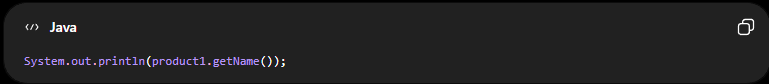 </> Java
System.out.println(product1.getName());